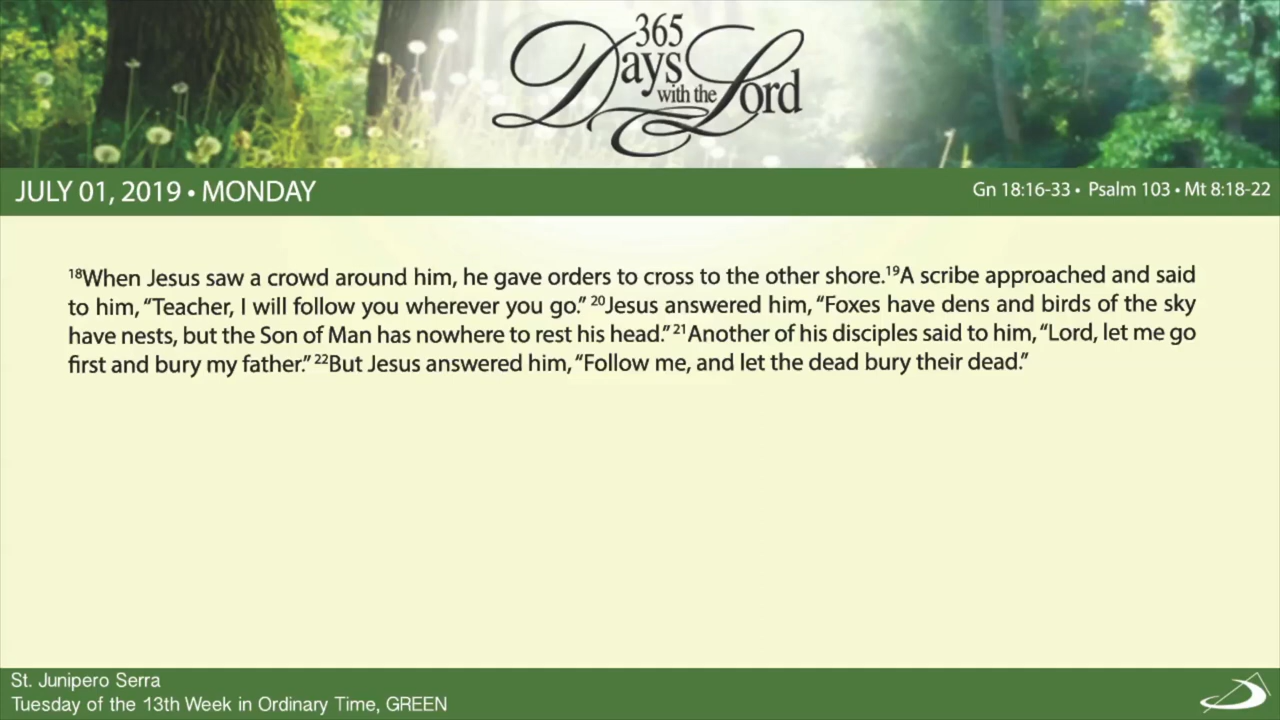 365
Days
with the Lord
JULY 01, 2019 • MONDAY
Gn 18:16-33 • Psalm 103 • Mt 8:18-22
¹⁸When Jesus saw a crowd around him, he gave orders to cross to the other shore.¹⁹A scribe approached and said
to him, “Teacher, I will follow you wherever you go.” ²⁰Jesus answered him, “Foxes have dens and birds of the sky
have nests, but the Son of Man has nowhere to rest his head.” ²¹Another of his disciples said to him, “Lord, let me go
first and bury my father.” ²²But Jesus answered him, “Follow me, and let the dead bury their dead.”
St. Junipero Serra
Tuesday of the 13th Week in Ordinary Time, GREEN